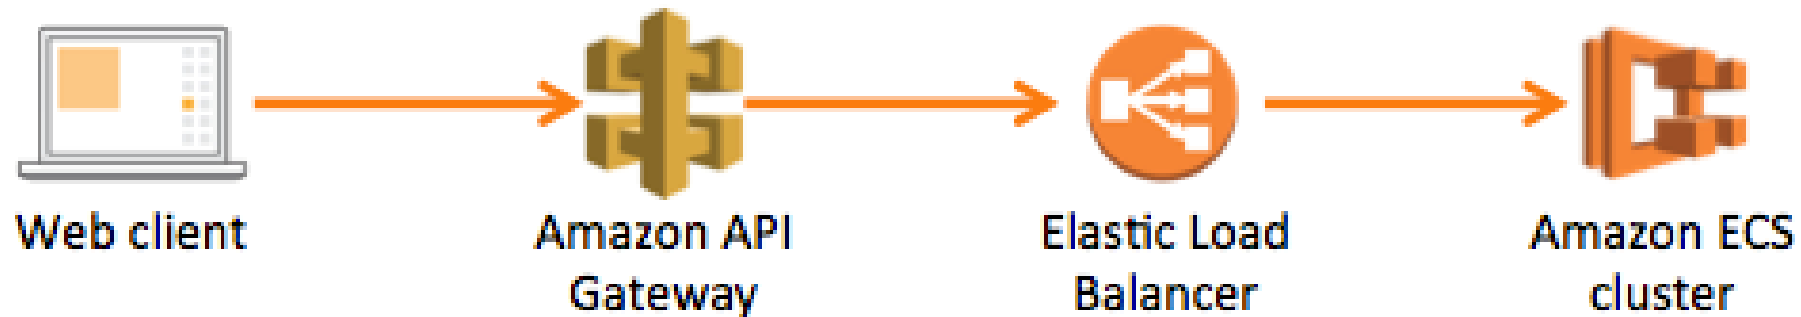 Web client
Amazon API
Gateway
Elastic Load
Balancer
Amazon ECS
cluster